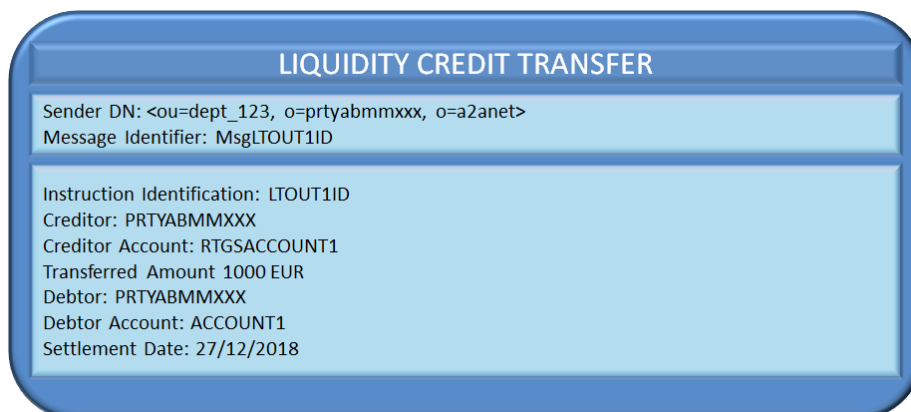 LIQUIDITY CREDIT TRANSFER
Sender DN: <ou=dept_123, o=prtyabmmxxx, o=a2anet>
Message Identifier: MsgLTOUT1ID
Instruction Identification: LTOUT1ID
Creditor: PRTYABMMXXX
Creditor Account: RTGSACCOUNT1
Transferred Amount 1000 EUR
Debtor: PRTYABMMXXX
Debtor Account: ACCOUNT1
Settlement Date: 27/12/2018